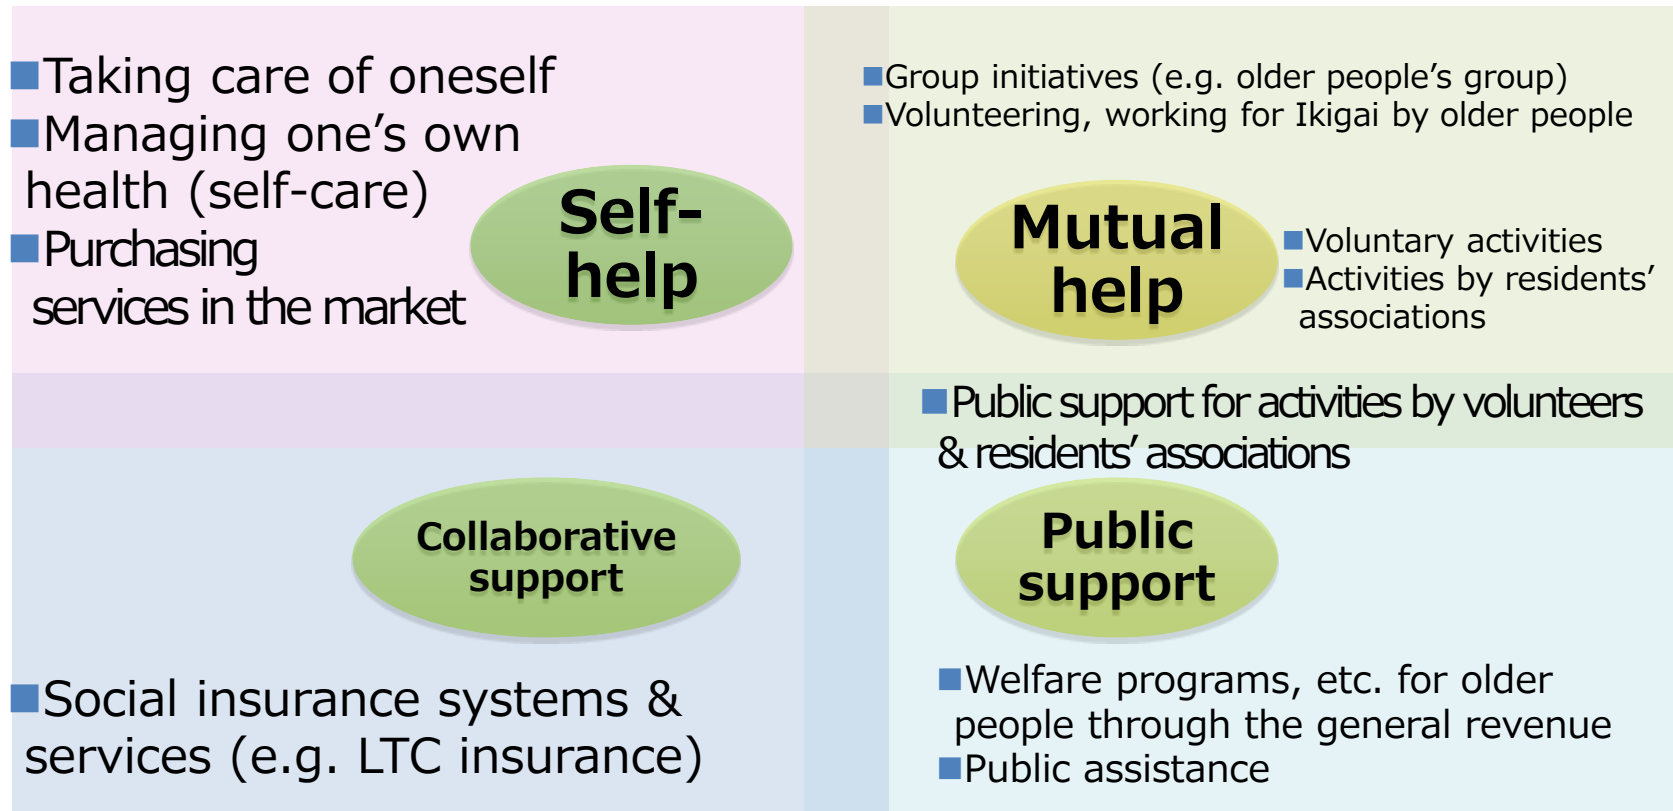 ■Taking care of oneself
■Managing one’s own
health (self-care)
■Purchasing
services in the market
Self-
help
■Group initiatives (e.g. older people’s group)
■Volunteering, working for Ikigai by older people
Mutual
help
■Voluntary activities
■Activities by residents’
associations
■Public support for activities by volunteers
& residents’ associations
Collaborative
support
■Social insurance systems &
services (e.g. LTC insurance)
Public
support
■Welfare programs, etc. for older
people through the general revenue
■Public assistance